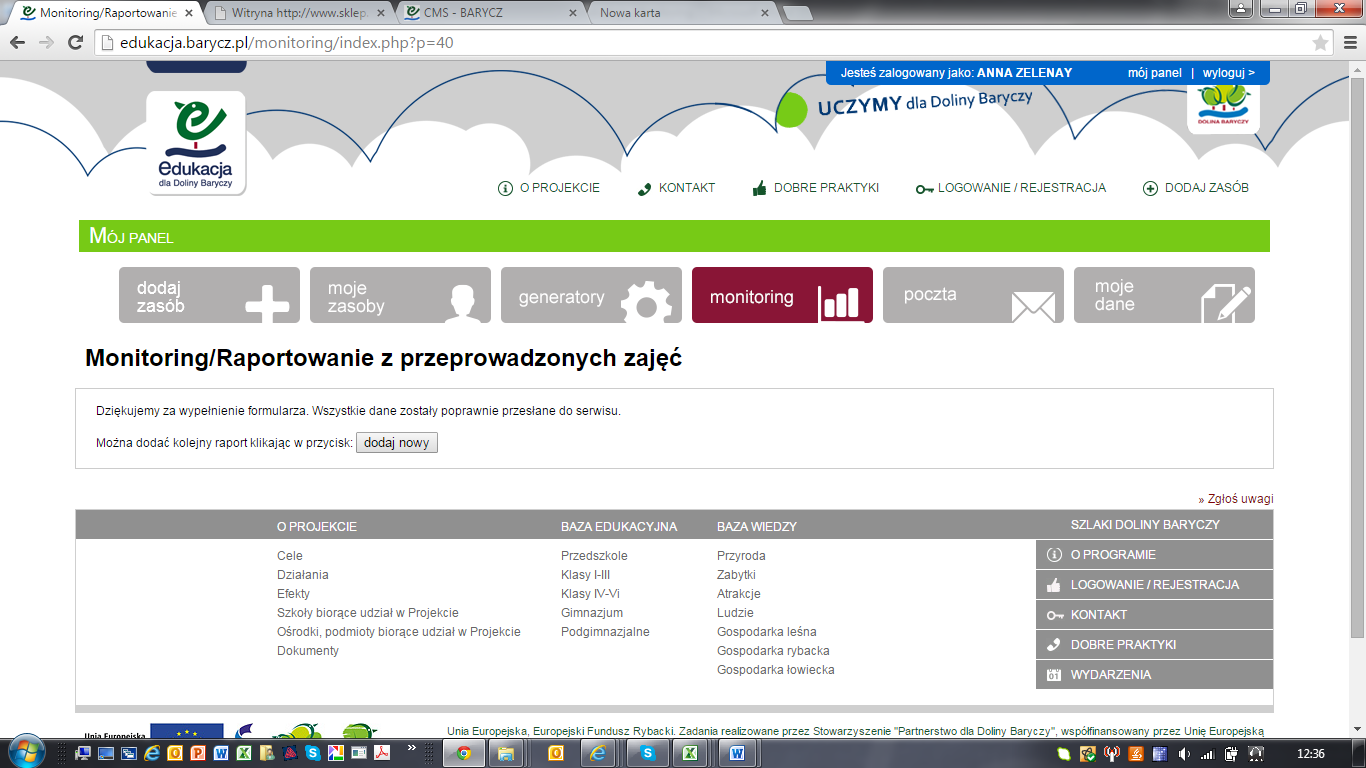 Monitoring/Raportowanie
Witryna http://www.sklep.
CMS - BARYCZ
Nowa karta
edukacja.barycz.pl/monitoring/index.php?p=40
Jesteś zalogowany jako: ANNA ZELENAY
mój panel | wyloguj >
UCZYMY dla Doliny Baryczy
DOLINA BARYCZY
edukacja
dla Doliny Baryczy
O PROJEKCIE
KONTAKT
DOBRE PRAKTYKI
LOGOWANIE / REJESTRACJA
DODAJ ZASÓB
MÓJ PANEL
dodaj
zasób
moje
zasoby
generatory
monitoring
poczta
moje
dane
Monitoring/Raportowanie z przeprowadzonych zajęć
Dziękujemy za wypełnienie formularza. Wszystkie dane zostały poprawnie przesłane do serwisu.
Można dodać kolejny raport klikając w przycisk: dodaj nowy
» Zgłoś uwagi
O PROJEKCIE
Cele
Działania
Efekty
Szkoły biorące udział w Projekcie
Ośrodki, podmioty biorące udział w Projekcie
Dokumenty
BAZA EDUKACYJNA
Przedszkole
Klasy I-III
Klasy IV-Vi
Gimnazjum
Podgimnazjalne
BAZA WIEDZY
Przyroda
Zabytki
Atrakcje
Ludzie
Gospodarka leśna
Gospodarka rybacka
Gospodarka łowiecka
SZLAKI DOLINY BARYCZY
O PROGRAMIE
LOGOWANIE / REJESTRACJA
KONTAKT
DOBRE PRAKTYKI
WYDARZENIA
Unia Europejska
Unia Europejska, Europejski Fundusz Rybacki. Zadania realizowane przez Stowarzyszenie "Partnerstwo dla Doliny Baryczy", współfinansowany przez Unię Europejską
12:36